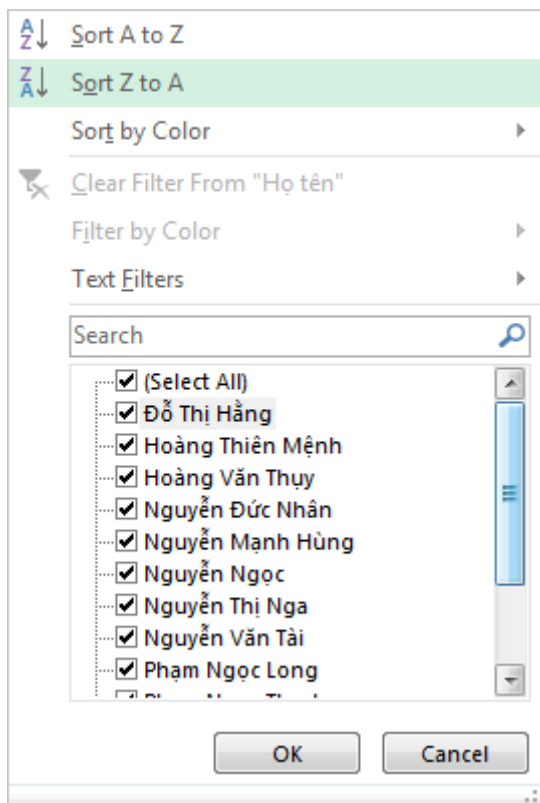 Sort A to Z
Sort Z to A
Sort by Color
Clear Filter From "Họ tên"
Filter by Color
Text Filters
Search
(Select All)
Đỗ Thị Hằng
Hoàng Thiên Mệnh
Hoàng Văn Thụy
Nguyễn Đức Nhân
Nguyễn Mạnh Hùng
Nguyễn Ngọc
Nguyễn Thị Nga
Nguyễn Văn Tài
Phạm Ngọc Long
OK Cancel